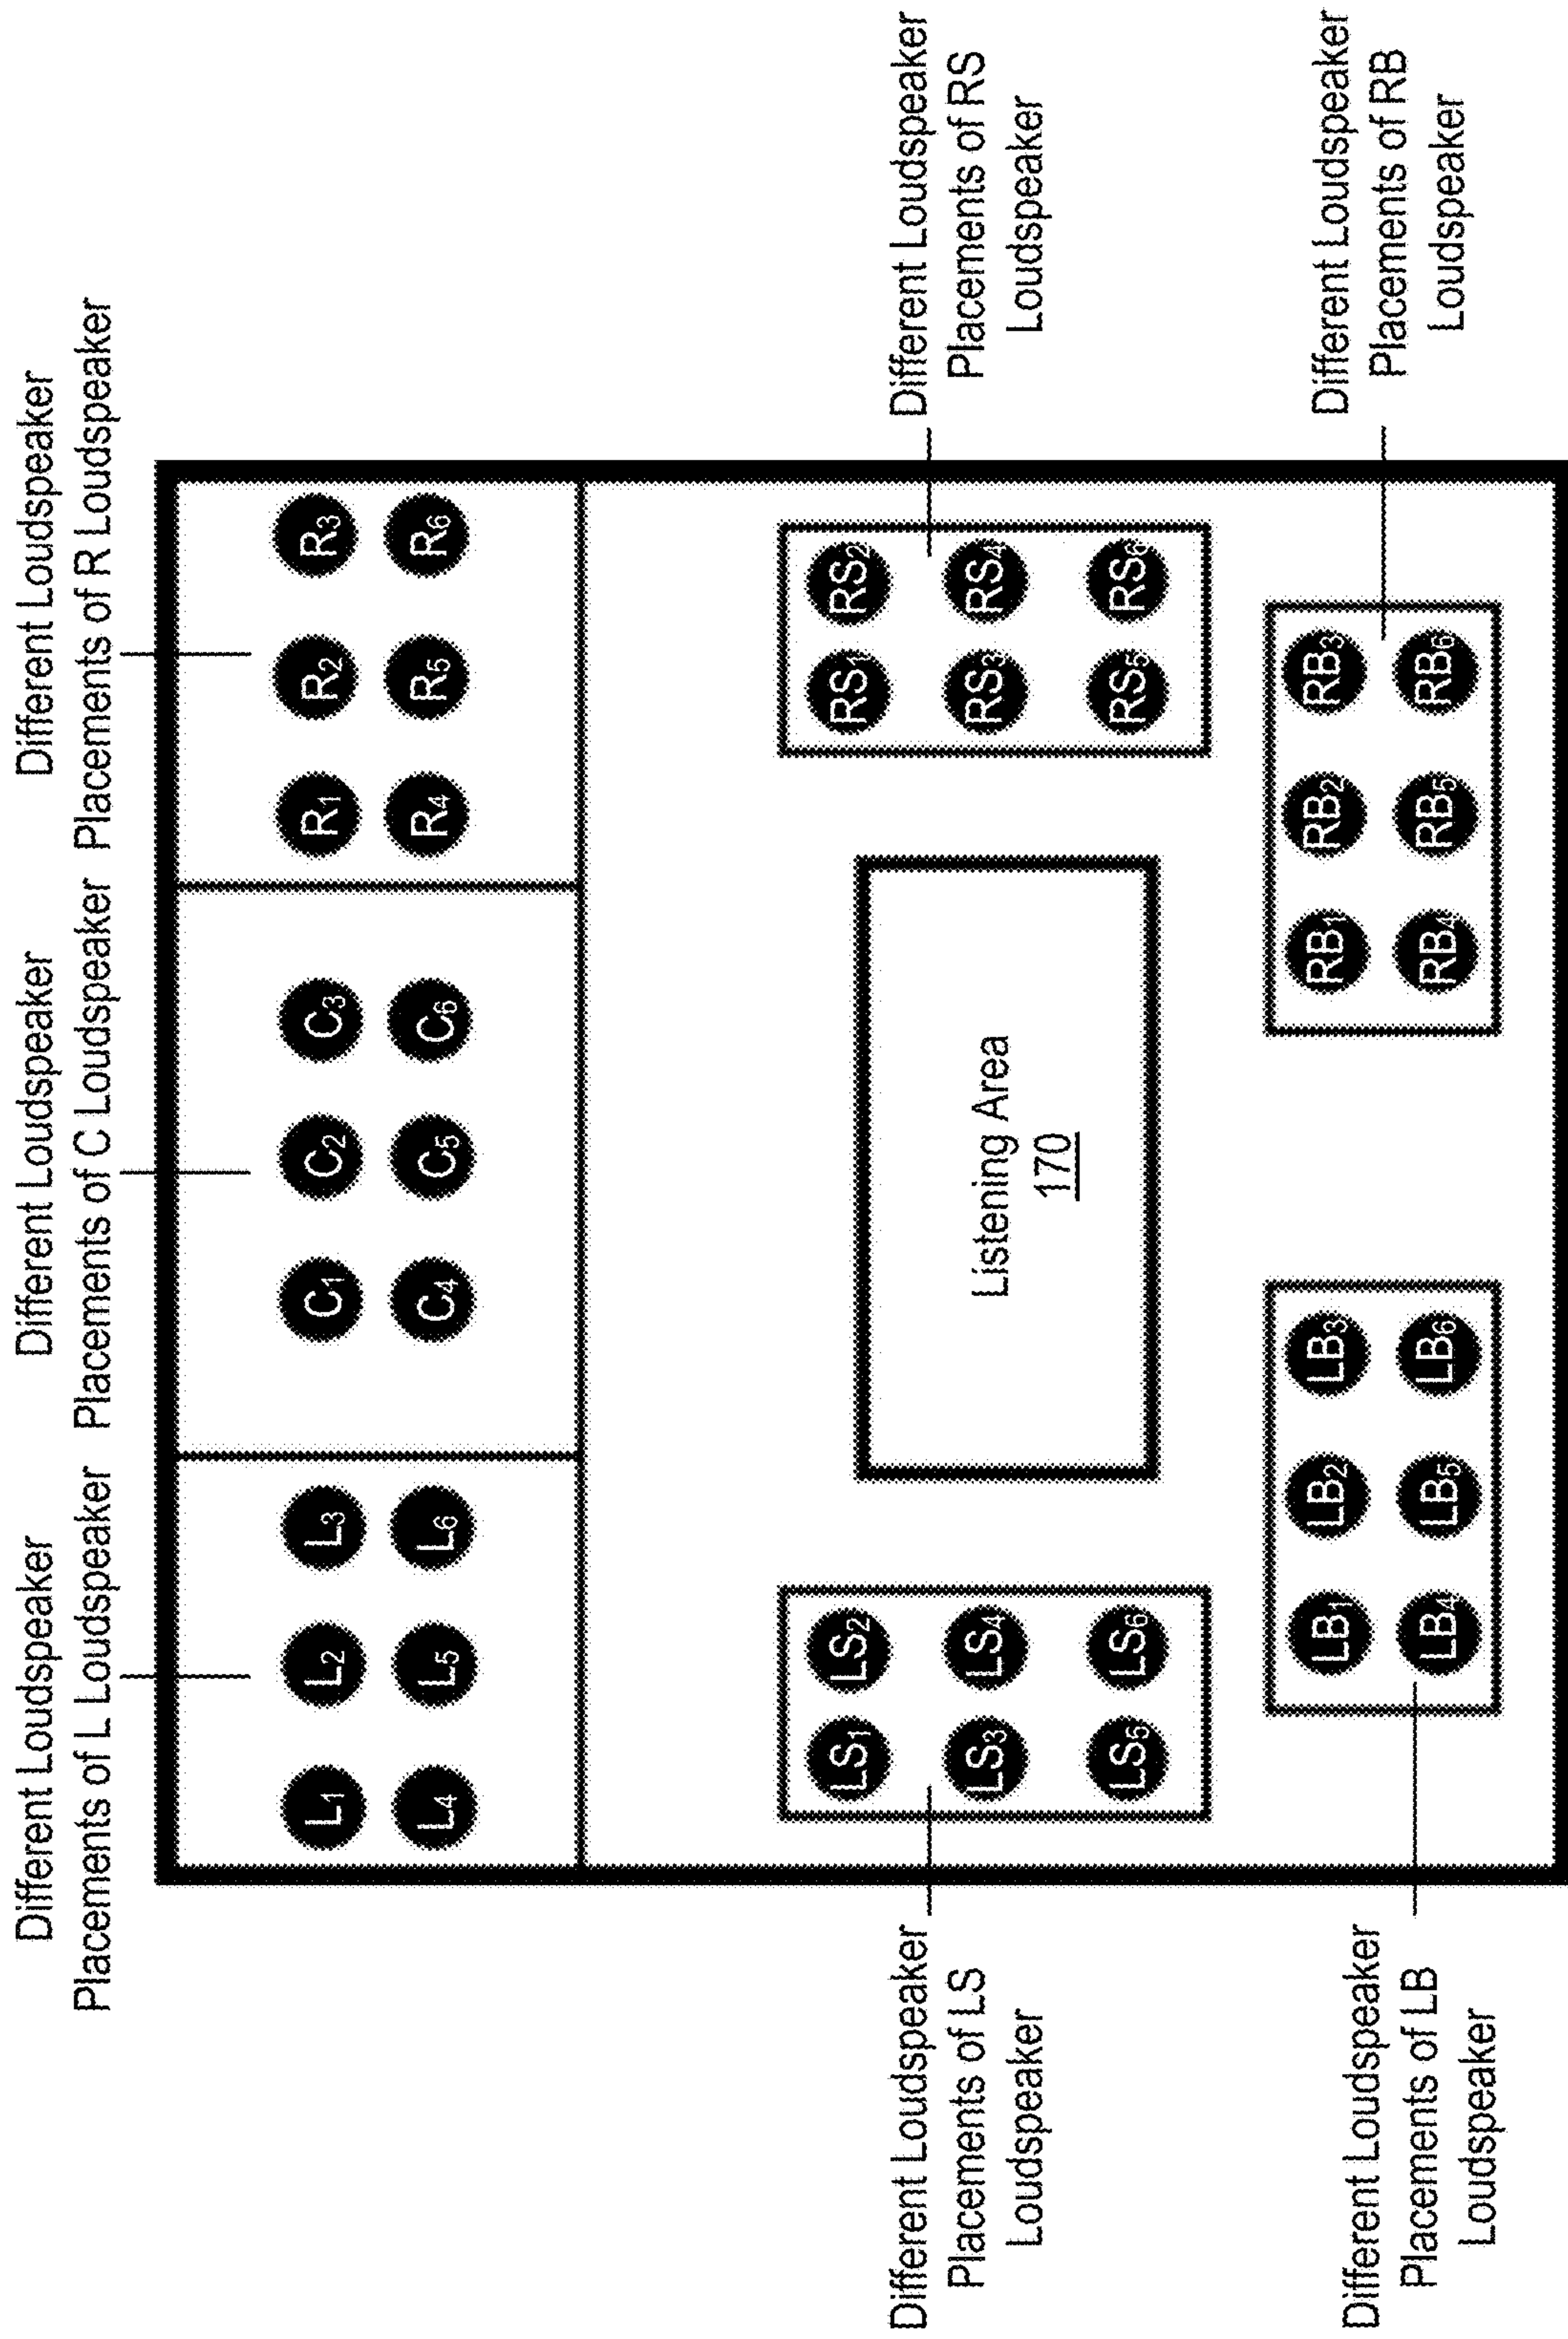 Different Loudspeaker
Placements of L Loudspeaker
Different Loudspeaker
Placements of C Loudspeaker
Different Loudspeaker
Placements of R Loudspeaker
L₁ L₂ L₃ C₁ C₂ C₃ R₁ R₂ R₃
L₄ L₅ L₆ C₄ C₅ C₆ R₄ R₅ R₆
Different Loudspeaker
Placements of LS
Loudspeaker
LS₁ LS₂
LS₃ LS₄
LS₅ LS₆
Listening Area
170
RS₁ RS₂
RS₃ RS₄
RS₅ RS₆
Different Loudspeaker
Placements of RS
Loudspeaker
Different Loudspeaker
Placements of LB
Loudspeaker
LB₁ LB₂ LB₃
LB₄ LB₅ LB₆
RB₁ RB₂ RB₃
RB₄ RB₅ RB₆
Different Loudspeaker
Placements of RB
Loudspeaker